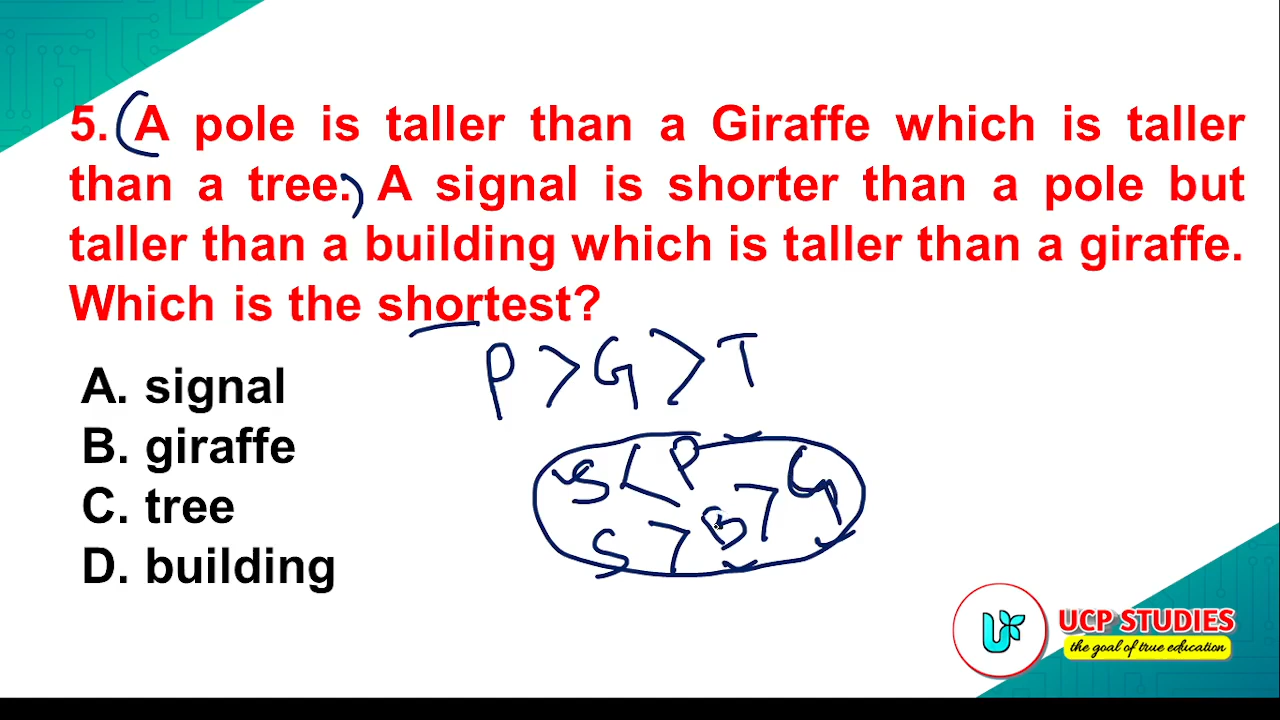 5. A pole is taller than a Giraffe which is taller
than a tree. A signal is shorter than a pole but
taller than a building which is taller than a giraffe.
Which is the shortest?
A. signal
B. giraffe
C. tree
D. building
P > G > T
S < P
S > B > G
UCP STUDIES
the goal of true education